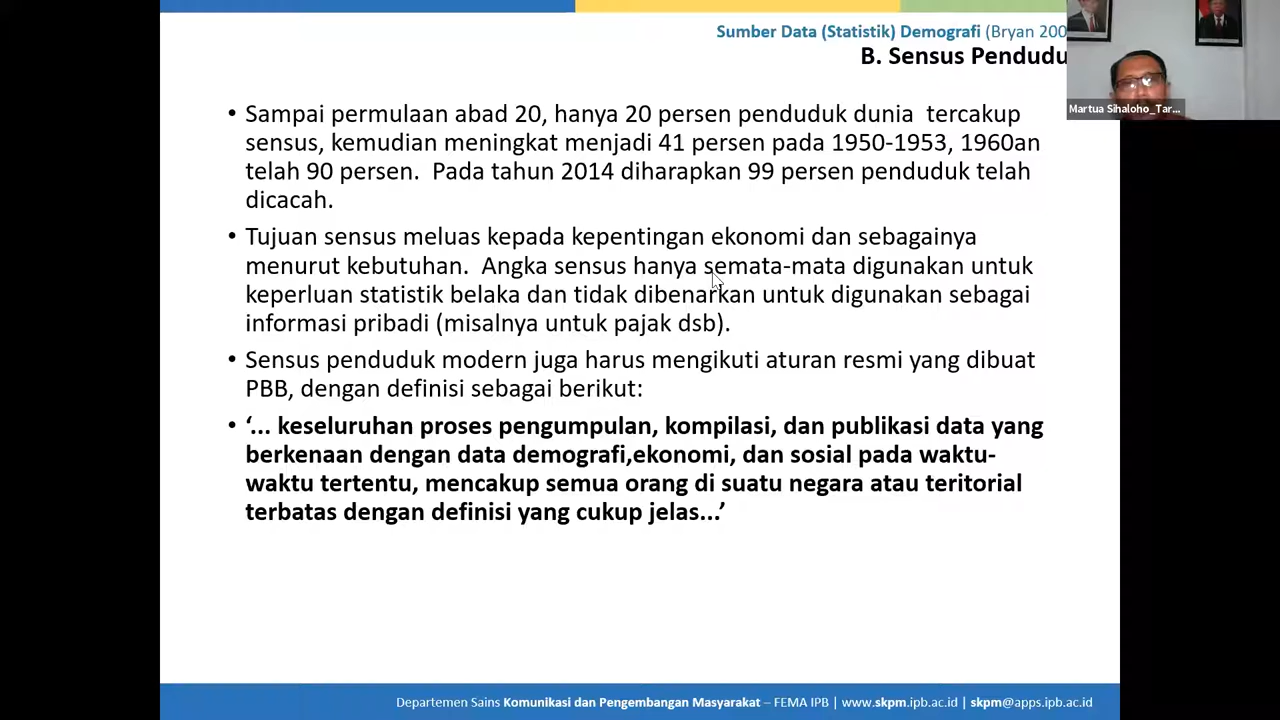 Sumber Data (Statistik) Demografi (Bryan 200
B. Sensus Pendudu
Martua Sihaloho_Tar...
• Sampai permulaan abad 20, hanya 20 persen penduduk dunia tercakup
sensus, kemudian meningkat menjadi 41 persen pada 1950-1953, 1960an
telah 90 persen. Pada tahun 2014 diharapkan 99 persen penduduk telah
dicacah.
• Tujuan sensus meluas kepada kepentingan ekonomi dan sebagainya
menurut kebutuhan. Angka sensus hanya semata-mata digunakan untuk
keperluan statistik belaka dan tidak dibenarkan untuk digunakan sebagai
informasi pribadi (misalnya untuk pajak dsb).
• Sensus penduduk modern juga harus mengikuti aturan resmi yang dibuat
PBB, dengan definisi sebagai berikut:
• ‘... keseluruhan proses pengumpulan, kompilasi, dan publikasi data yang
berkenaan dengan data demografi,ekonomi, dan sosial pada waktu-
waktu tertentu, mencakup semua orang di suatu negara atau teritorial
terbatas dengan definisi yang cukup jelas...’
Departemen Sains Komunikasi dan Pengembangan Masyarakat – FEMA IPB | www.skpm.ipb.ac.id | skpm@apps.ipb.ac.id